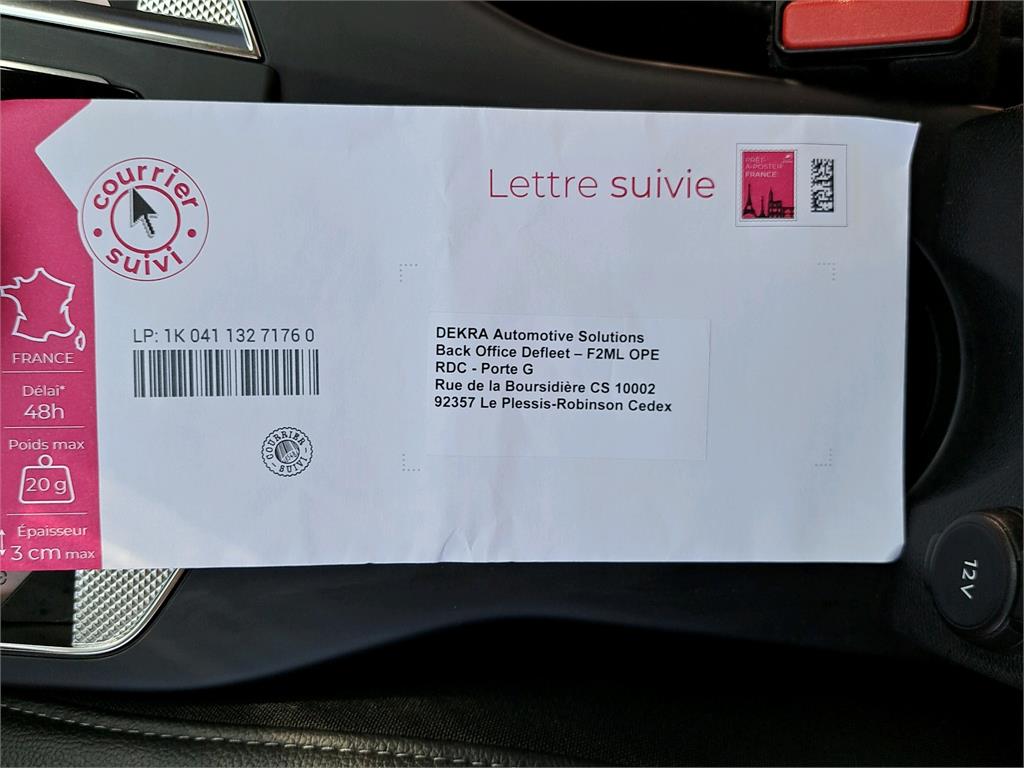 courrier
suivi
Lettre suivie
PRÊT-
À-POSTER
FRANCE
LP: 1K 041 132 7176 0
DEKRA Automotive Solutions
Back Office Defleet – F2ML OPE
RDC - Porte G
Rue de la Boursidière CS 10002
92357 Le Plessis-Robinson Cedex
COURRIER
SUIVI
FRANCE
Délai*
48h
Poids max
20 g
Épaisseur
3 cm max
12V